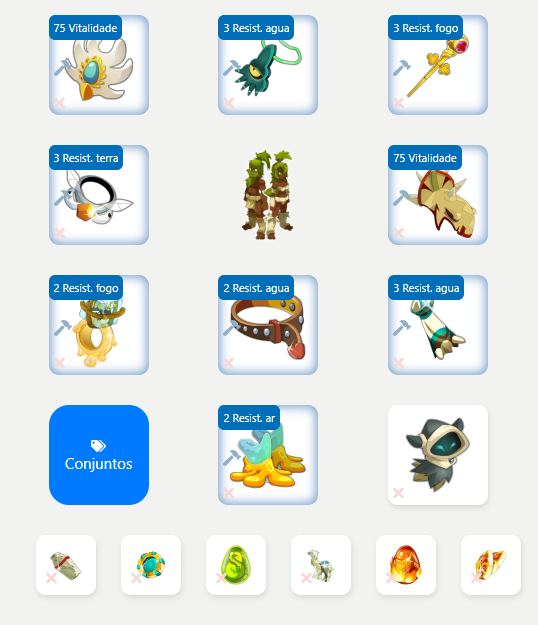 75 Vitalidade
3 Resist. agua
3 Resist. fogo
3 Resist. terra
75 Vitalidade
2 Resist. fogo
2 Resist. agua
3 Resist. agua
Conjuntos
2 Resist. ar